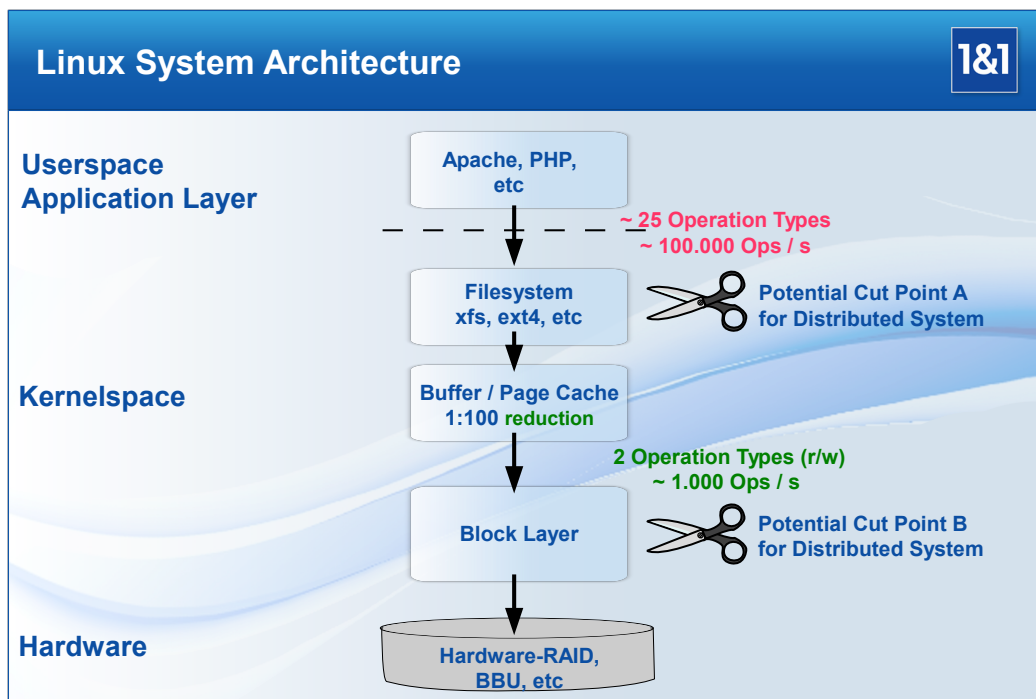 Linux System Architecture
1&1
Userspace
Application Layer
Apache, PHP,
etc
~ 25 Operation Types
~ 100.000 Ops / s
Filesystem
xfs, ext4, etc
Potential Cut Point A
for Distributed System
Kernelspace
Buffer / Page Cache
1:100 reduction
2 Operation Types (r/w)
~ 1.000 Ops / s
Block Layer
Potential Cut Point B
for Distributed System
Hardware
Hardware-RAID,
BBU, etc